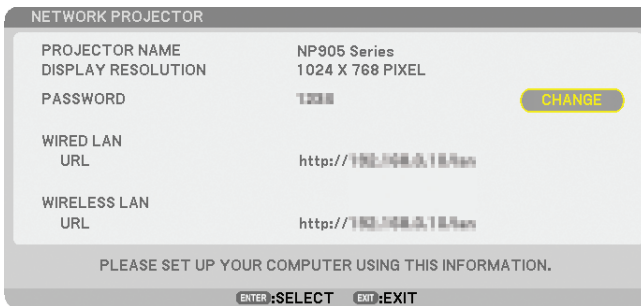 NETWORK PROJECTOR
PROJECTOR NAME NP905 Series
DISPLAY RESOLUTION 1024 X 768 PIXEL
PASSWORD CHANGE
WIRED LAN
URL http://
WIRELESS LAN
URL http://
PLEASE SET UP YOUR COMPUTER USING THIS INFORMATION.
ENTER :SELECT EXIT :EXIT